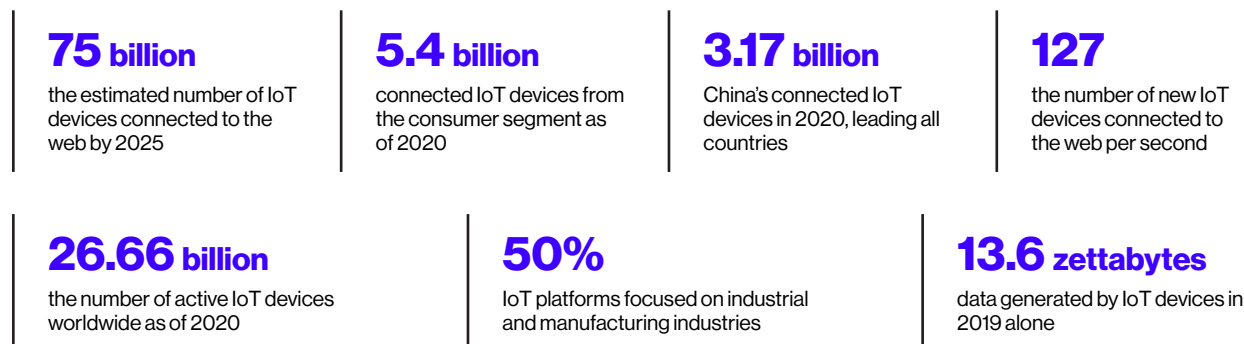 75 billion
the estimated number of IoT
devices connected to the
web by 2025
5.4 billion
connected IoT devices from
the consumer segment as
of 2020
3.17 billion
China's connected IoT
devices in 2020, leading all
countries
127
the number of new IoT
devices connected to
the web per second
26.66 billion
the number of active IoT devices
worldwide as of 2020
50%
IoT platforms focused on industrial
and manufacturing industries
13.6 zettabytes
data generated by IoT devices in
2019 alone